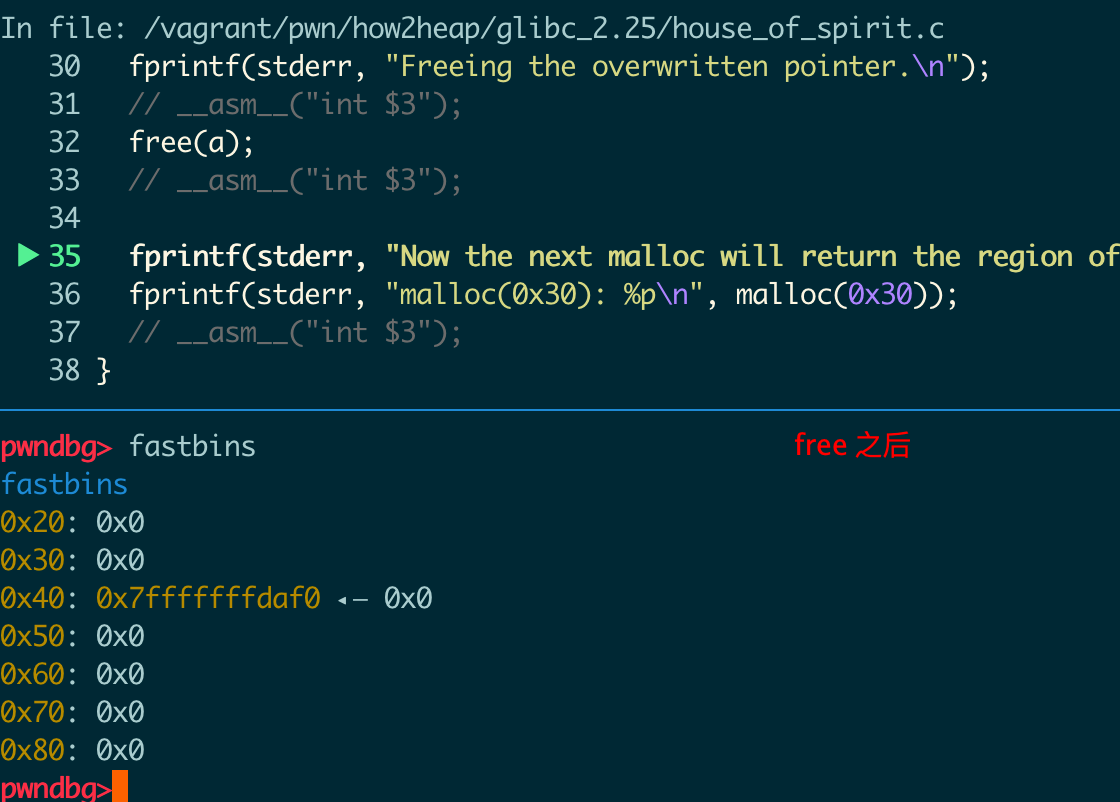 In file: /vagrant/pwn/how2heap/glibc_2.25/house_of_spirit.c
30   fprintf(stderr, "Freeing the overwritten pointer.\n");
31   // __asm__("int $3");
32   free(a);
33   // __asm__("int $3");
34
▶ 35   fprintf(stderr, "Now the next malloc will return the region of
36   fprintf(stderr, "malloc(0x30): %p\n", malloc(0x30));
37   // __asm__("int $3");
38 }
pwndbg> fastbins free 之后
fastbins
0x20: 0x0
0x30: 0x0
0x40: 0x7fffffffdaf0 ◂— 0x0
0x50: 0x0
0x60: 0x0
0x70: 0x0
0x80: 0x0
pwndbg>